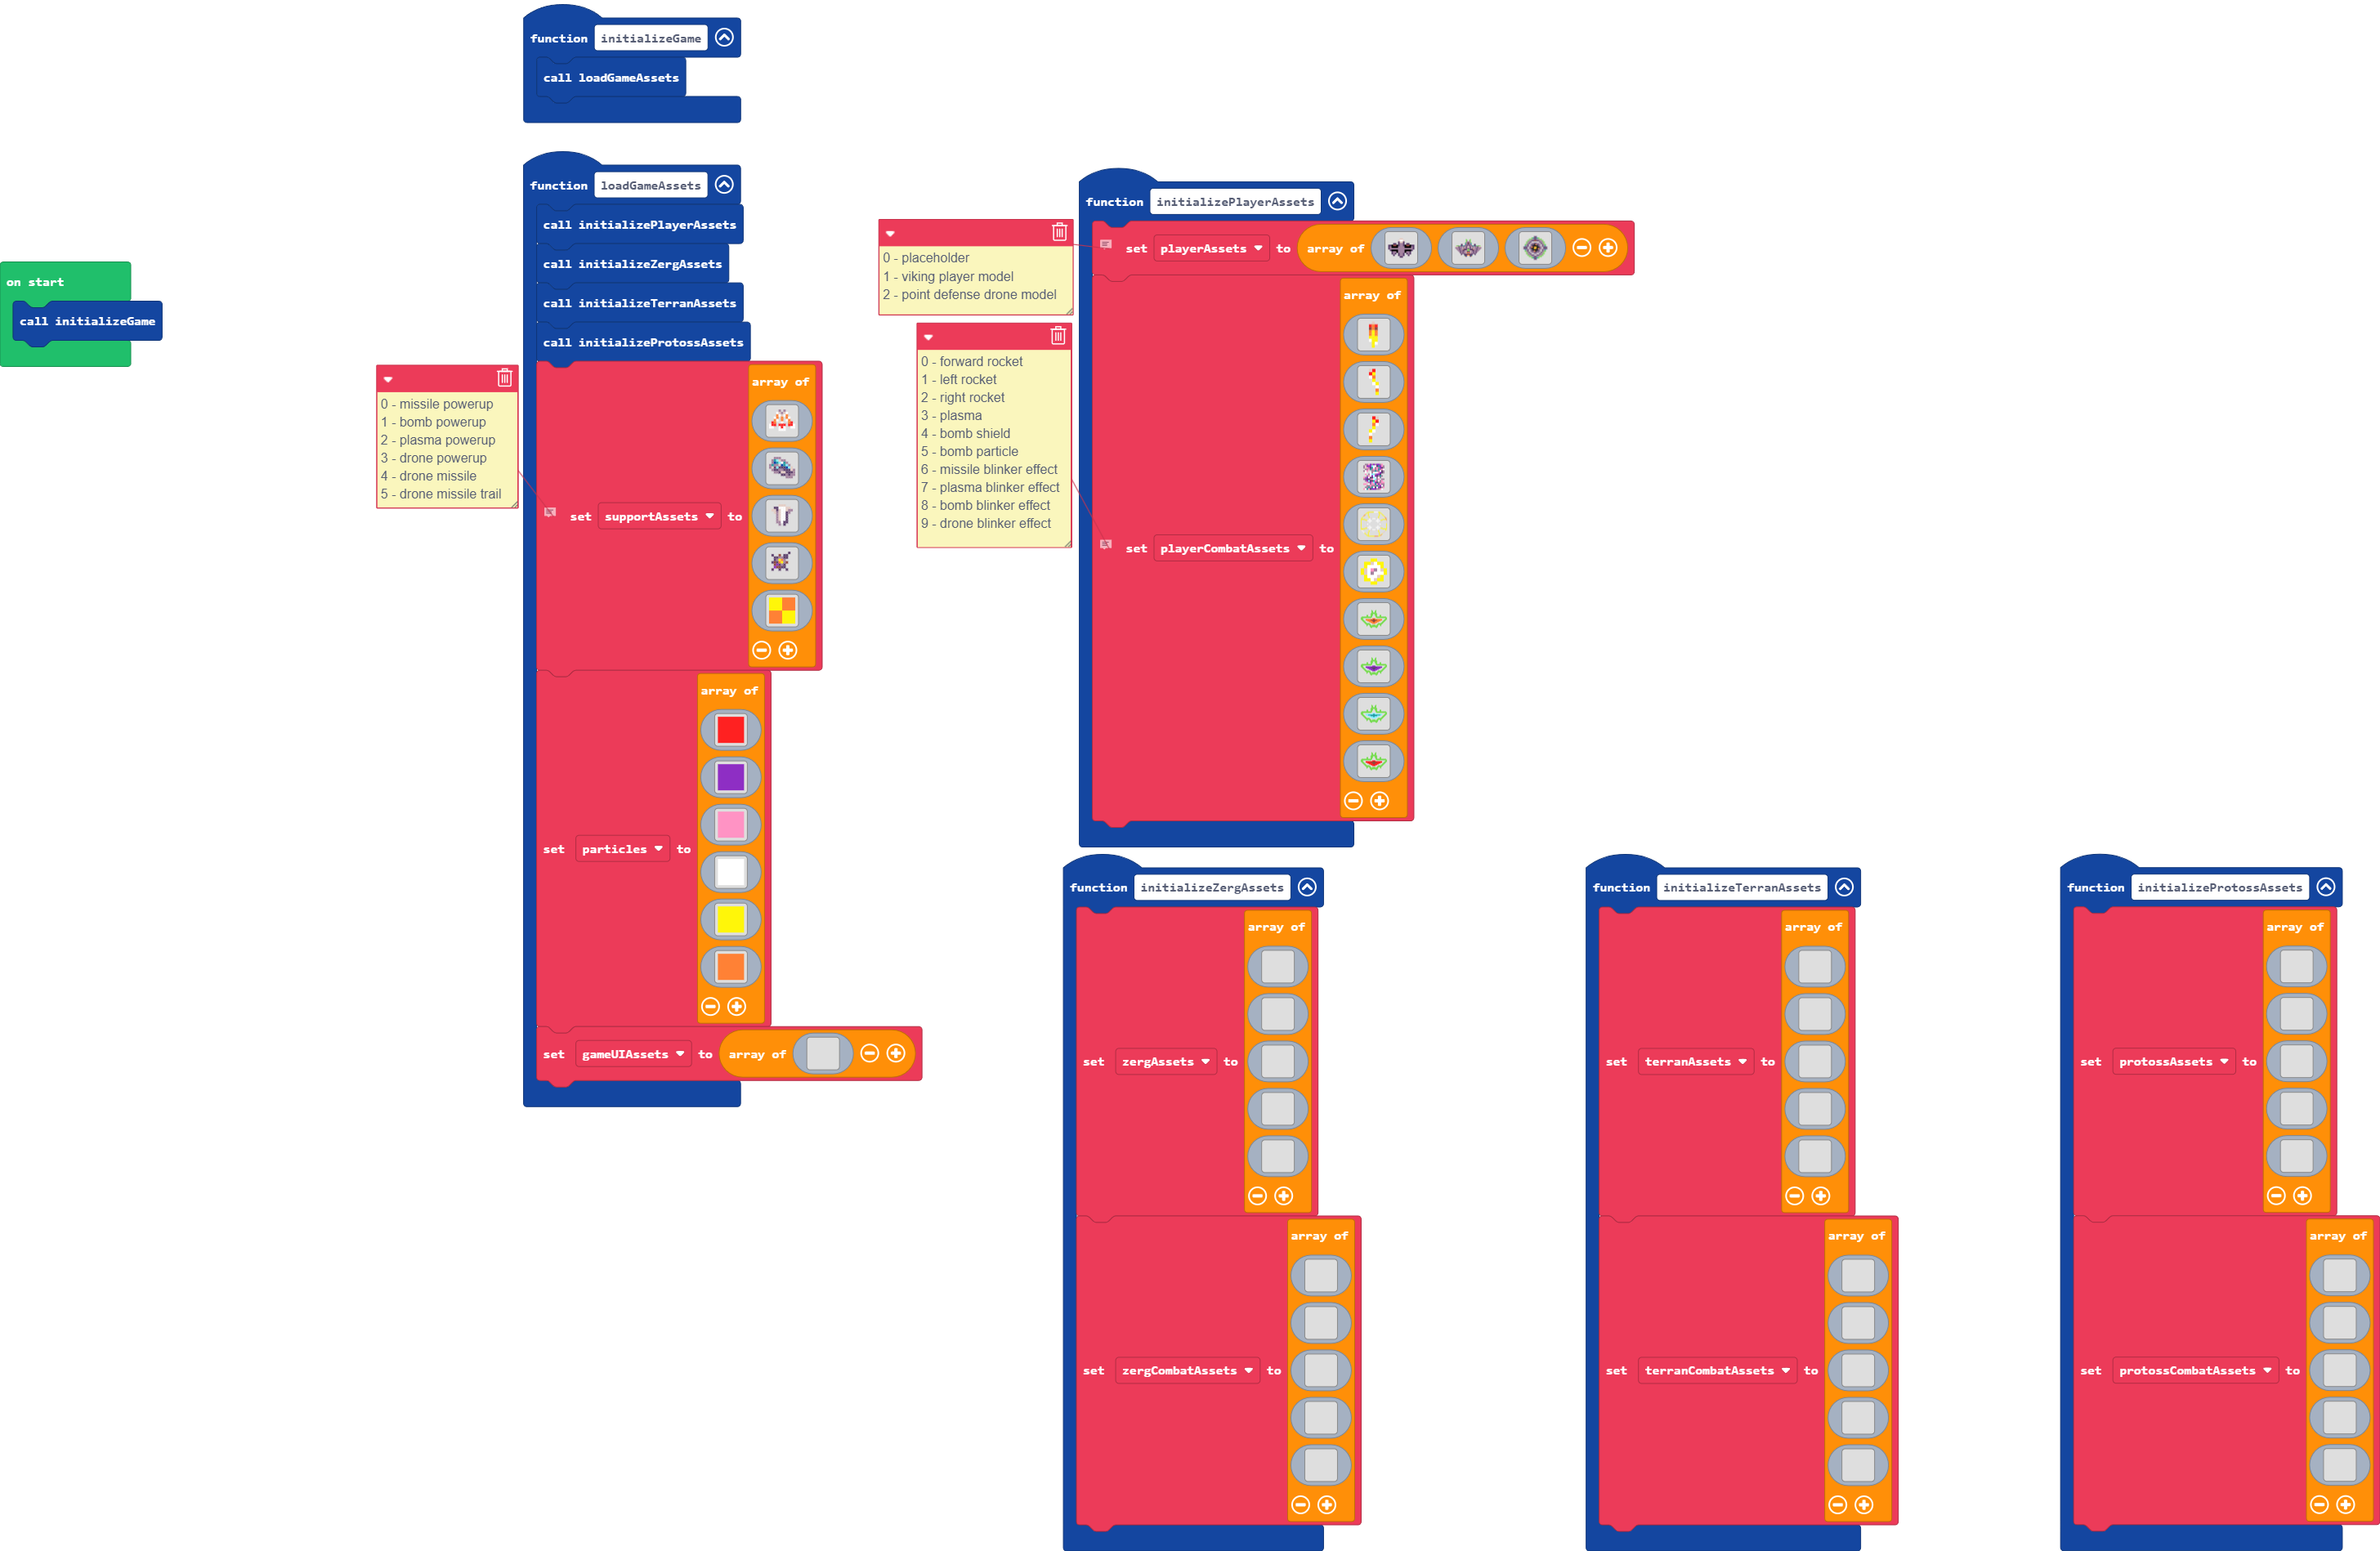 on start
call initializeGame
function initializeGame
call loadGameAssets
function loadGameAssets
call initializePlayerAssets
call initializeZergAssets
call initializeTerranAssets
call initializeProtossAssets
0 - missile powerup
1 - bomb powerup
2 - plasma powerup
3 - drone powerup
4 - drone missile
5 - drone missile trail
set supportAssets to
array of
set particles to
array of
set gameUIAssets to array of
function initializePlayerAssets
0 - placeholder
1 - viking player model
2 - point defense drone model
set playerAssets to array of
0 - forward rocket
1 - left rocket
2 - right rocket
3 - plasma
4 - bomb shield
5 - bomb particle
6 - missile blinker effect
7 - plasma blinker effect
8 - bomb blinker effect
9 - drone blinker effect
set playerCombatAssets to
array of
function initializeZergAssets
set zergAssets to
array of
set zergCombatAssets to
array of
function initializeTerranAssets
set terranAssets to
array of
set terranCombatAssets to
array of
function initializeProtossAssets
set protossAssets to
array of
set protossCombatAssets to
array of